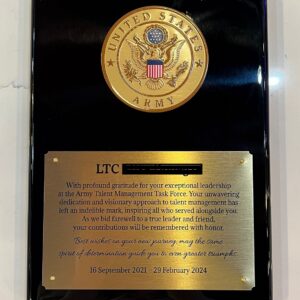 UNITED STATES
ARMY
LTC
With profound gratitude for your exceptional leadership
at the Army Talent Management Task Force. Your unwavering
dedication and visionary approach to talent management has
left an indelible mark, inspiring all who served alongside you.
As we bid farewell to a true leader and friend,
your contributions will be remembered with honor.
Best wishes on your new journey, may the same
spirit of determination guide you to even greater triumphs.
16 September 2021 - 29 February 2024